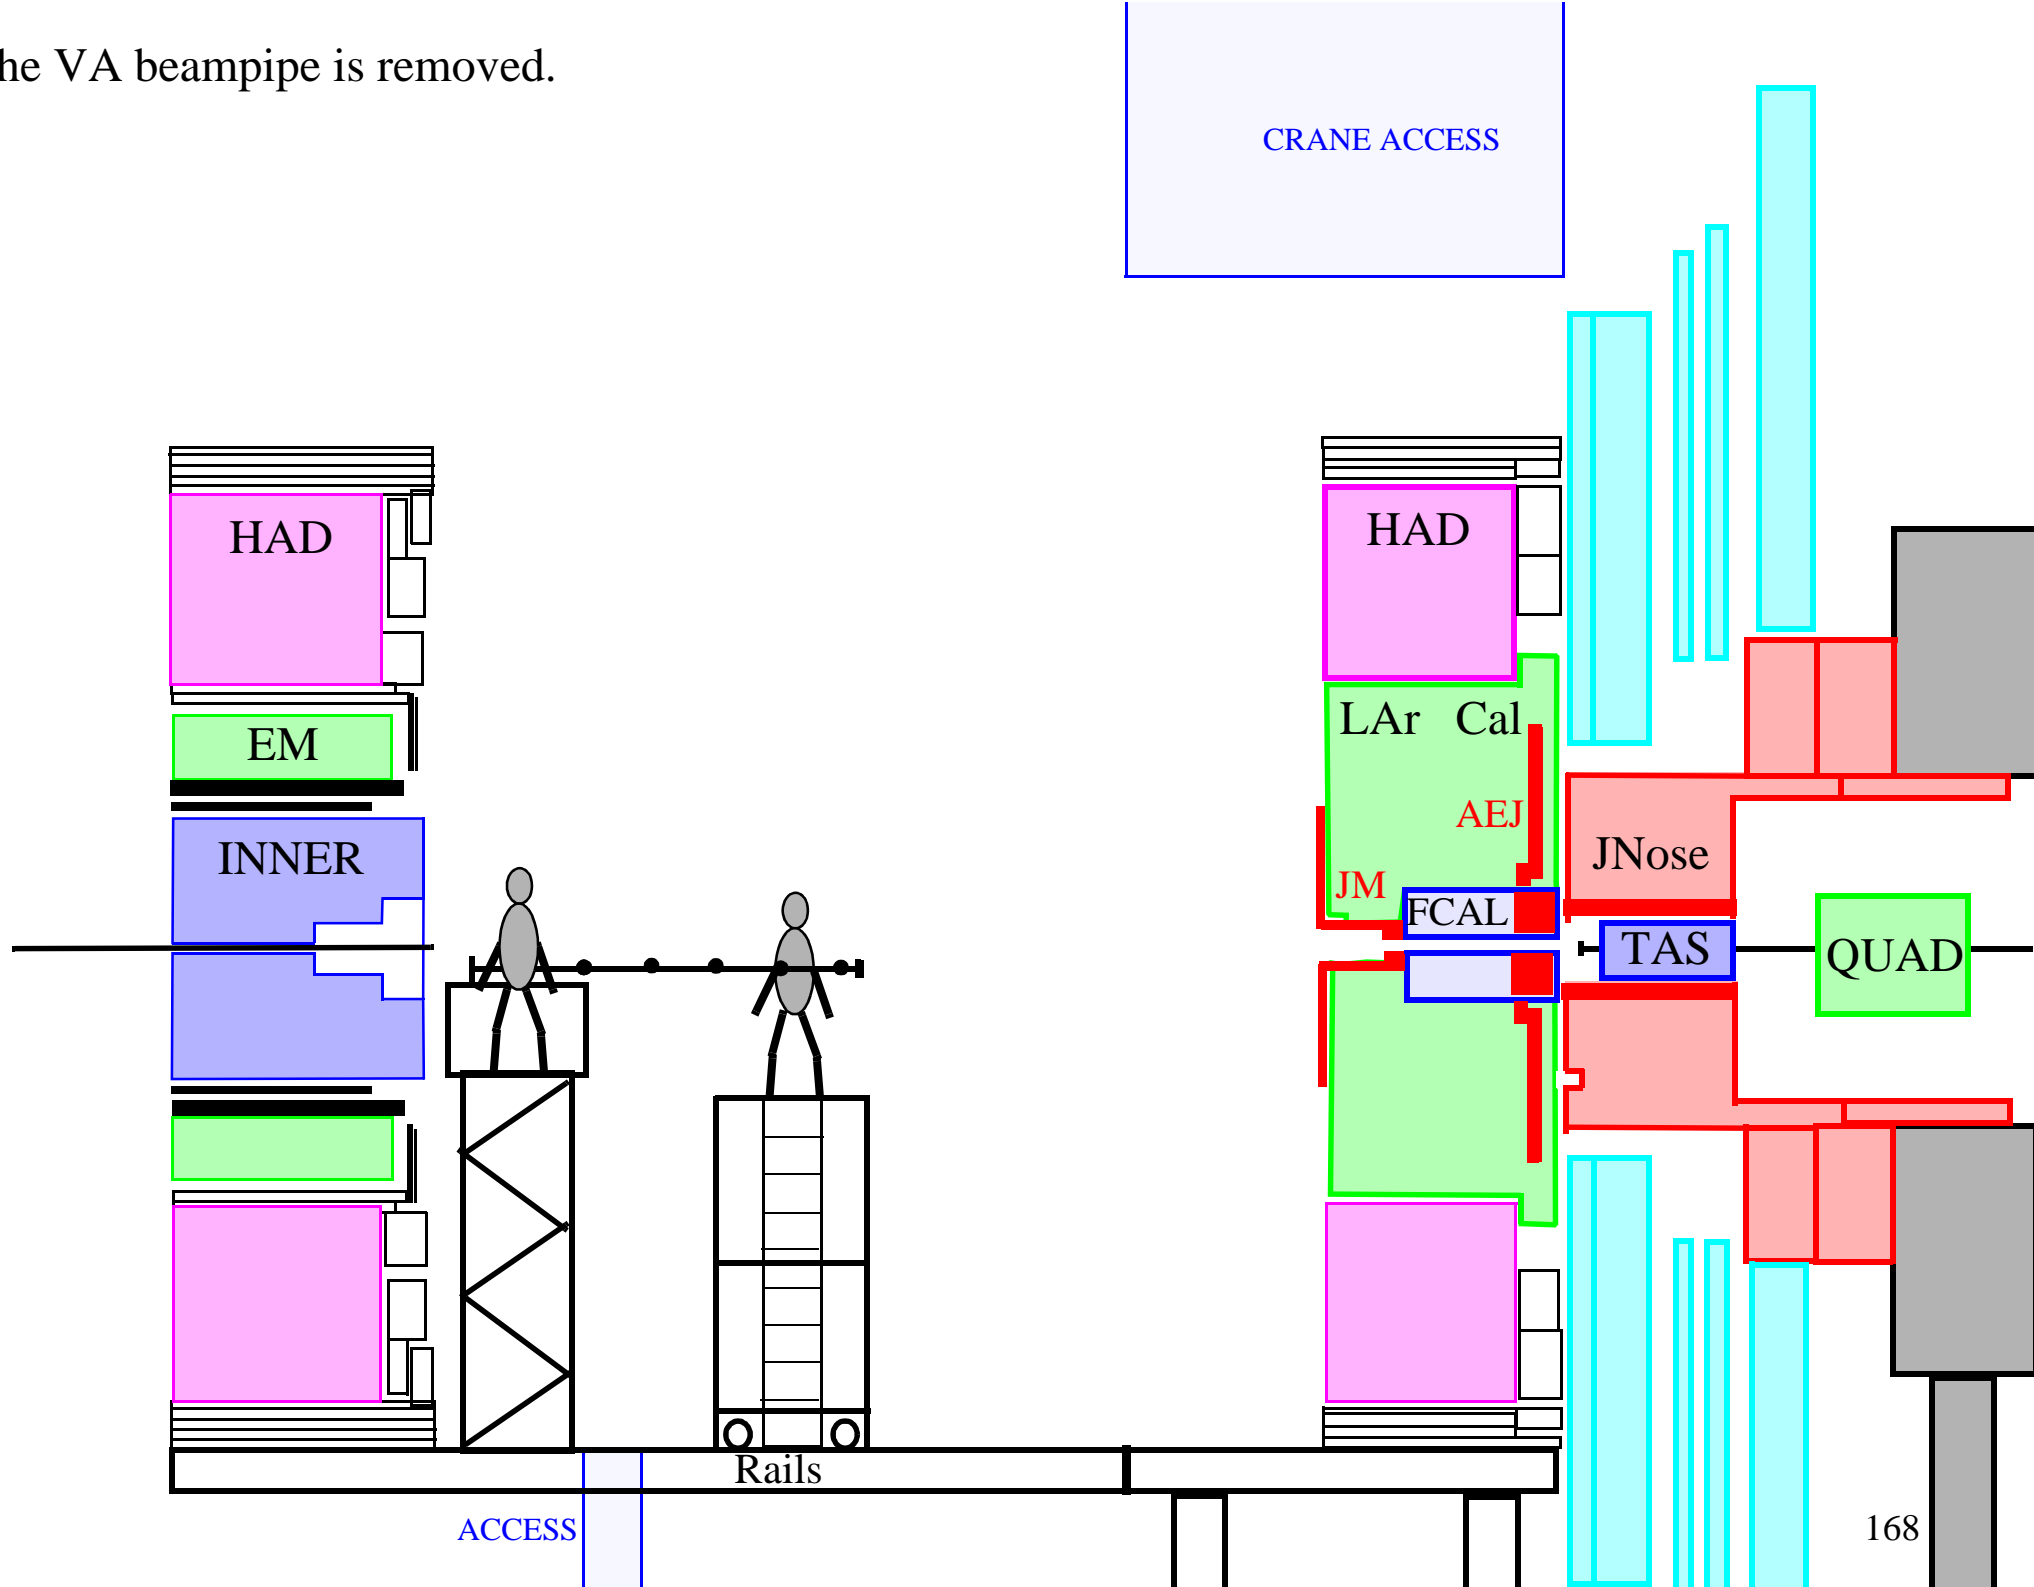 he VA beampipe is removed.
CRANE ACCESS
HAD
HAD
EM
LAr Cal
AEJ
INNER
JNose
JM
FCAL
TAS
QUAD
Rails
ACCESS
168